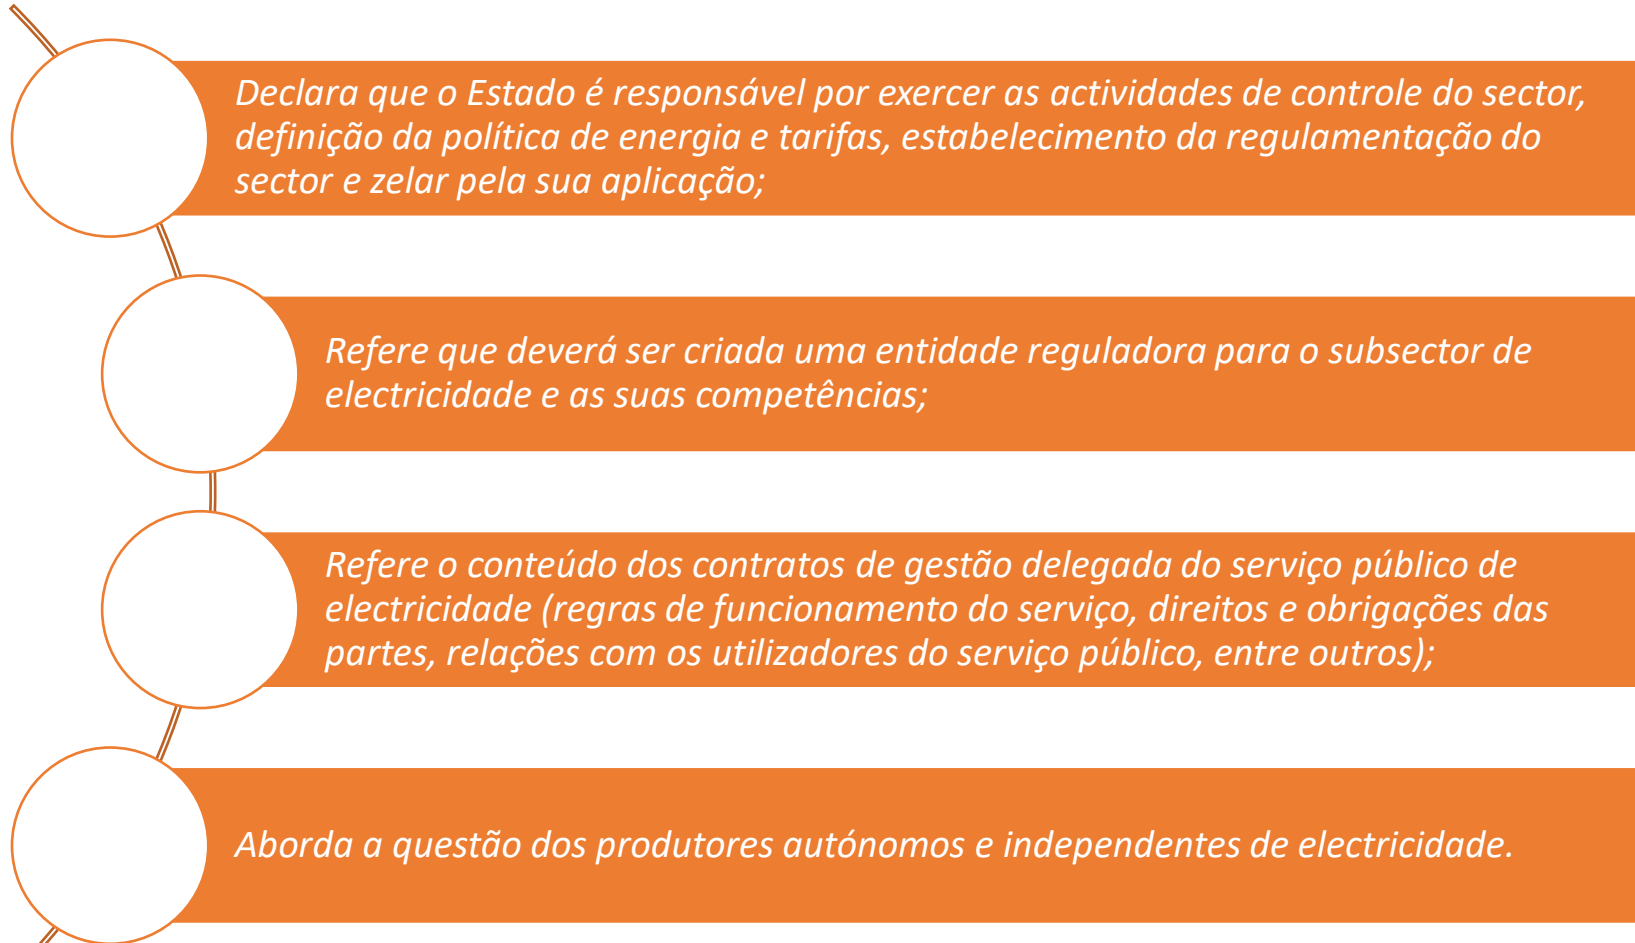 Declara que o Estado é responsável por exercer as actividades de controle do sector,
definição da política de energia e tarifas, estabelecimento da regulamentação do
sector e zelar pela sua aplicação;
Refere que deverá ser criada uma entidade reguladora para o subsector de
electricidade e as suas competências;
Refere o conteúdo dos contratos de gestão delegada do serviço público de
electricidade (regras de funcionamento do serviço, direitos e obrigações das
partes, relações com os utilizadores do serviço público, entre outros);
Aborda a questão dos produtores autónomos e independentes de electricidade.